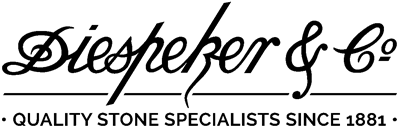 Diespeker & Cº
• QUALITY STONE SPECIALISTS SINCE 1881 •